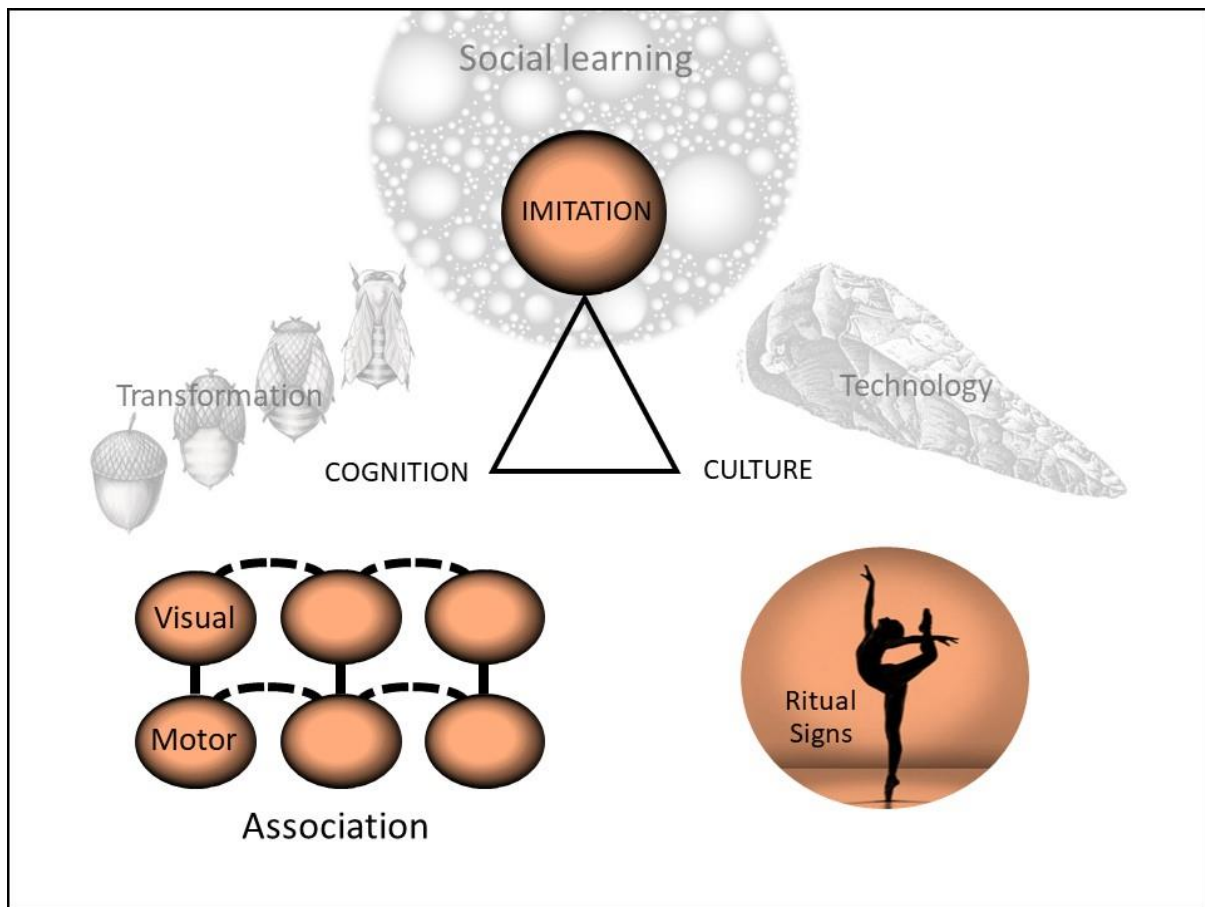 Social learning
IMITATION
Transformation
Technology
COGNITION
CULTURE
Visual
Motor
Association
Ritual
Signs